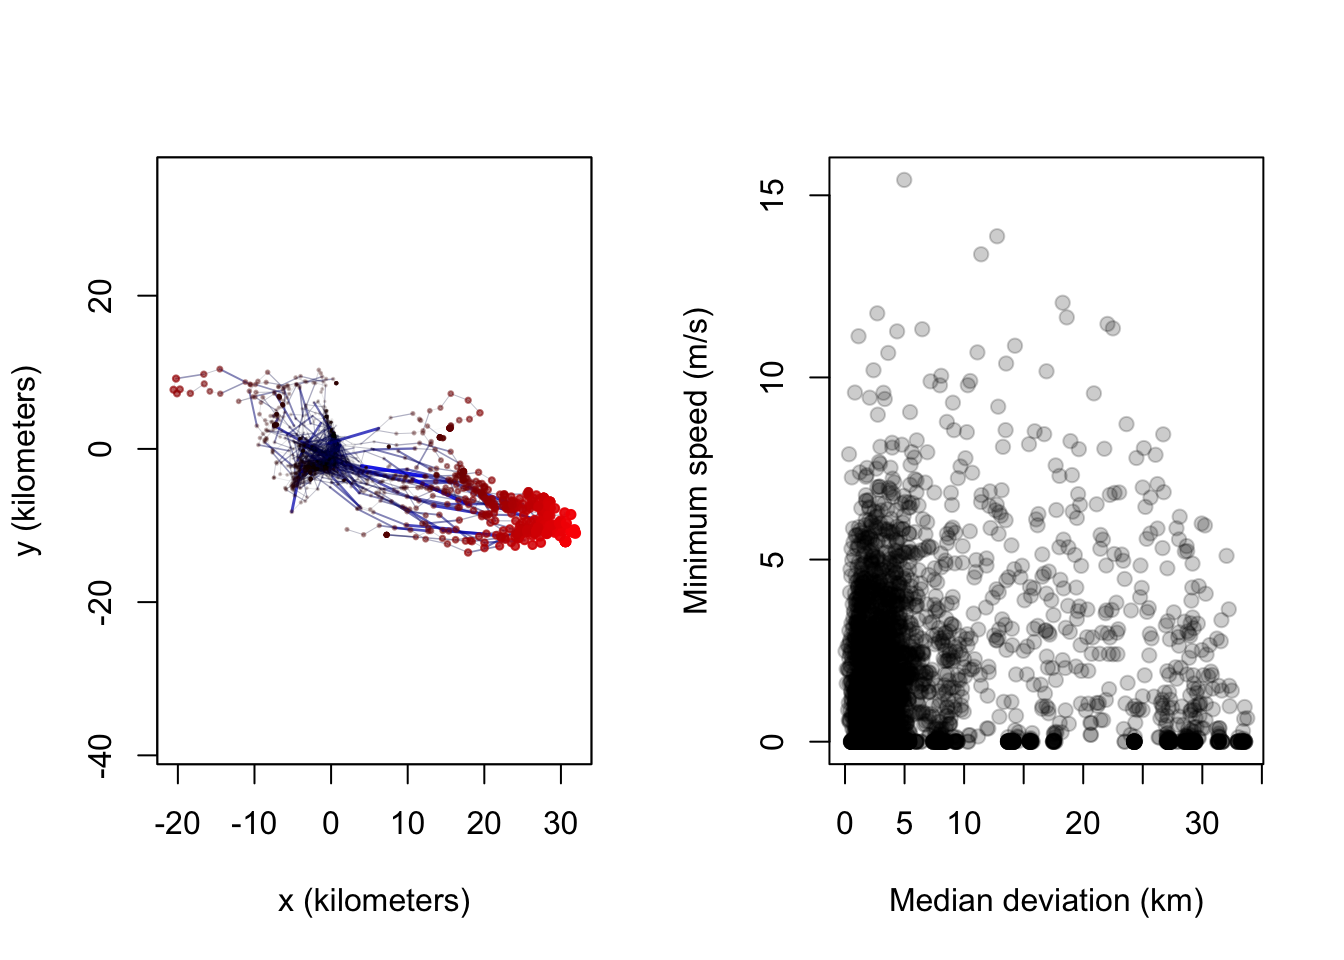 y (kilometers)
20
0
-20
-40
-20 -10 0 10 20 30
x (kilometers)
Minimum speed (m/s)
15
10
5
0
0 5 10 20 30
Median deviation (km)